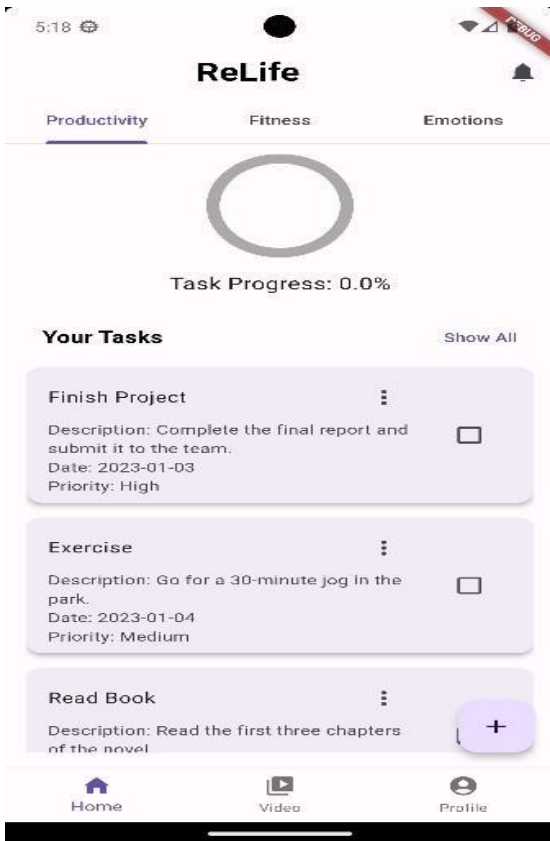 5:18
DEBUG
ReLife
Productivity Fitness Emotions
Task Progress: 0.0%
Your Tasks Show All
Finish Project
Description: Complete the final report and
submit it to the team.
Date: 2023-01-03
Priority: High
Exercise
Description: Go for a 30-minute jog in the
park.
Date: 2023-01-04
Priority: Medium
Read Book
Description: Read the first three chapters
of the novel
+
Home Video Profile